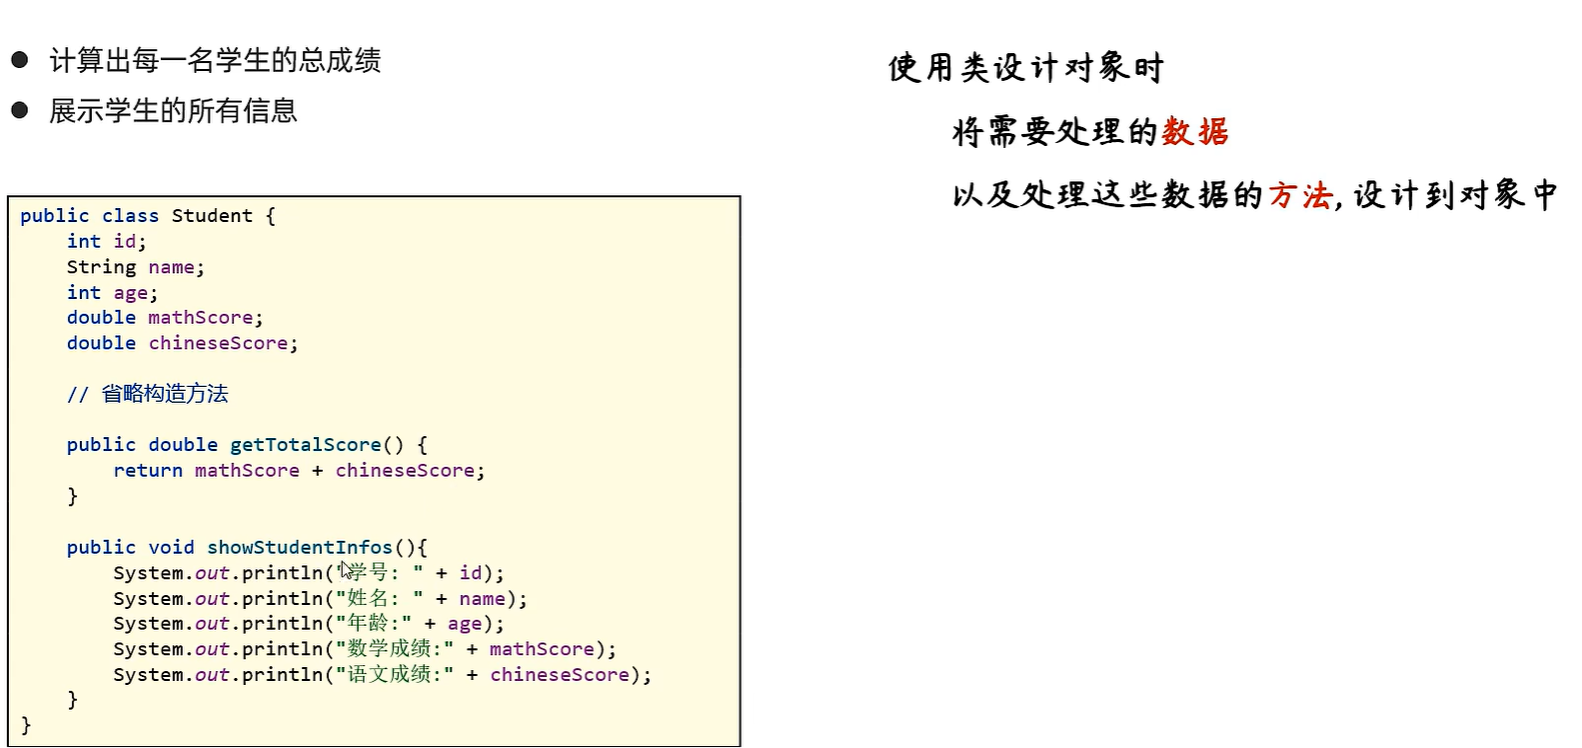 ● 计算出每一名学生的总成绩
● 展示学生的所有信息
使用类设计对象时
将需要处理的数据
以及处理这些数据的方法,设计到对象中
public class Student {
    int id;
    String name;
    int age;
    double mathScore;
    double chineseScore;
    // 省略构造方法
    public double getTotalScore() {
        return mathScore + chineseScore;
    }
    public void showStudentInfos(){
        System.out.println("学号: " + id);
        System.out.println("姓名: " + name);
        System.out.println("年龄:" + age);
        System.out.println("数学成绩:" + mathScore);
        System.out.println("语文成绩:" + chineseScore);
    }
}